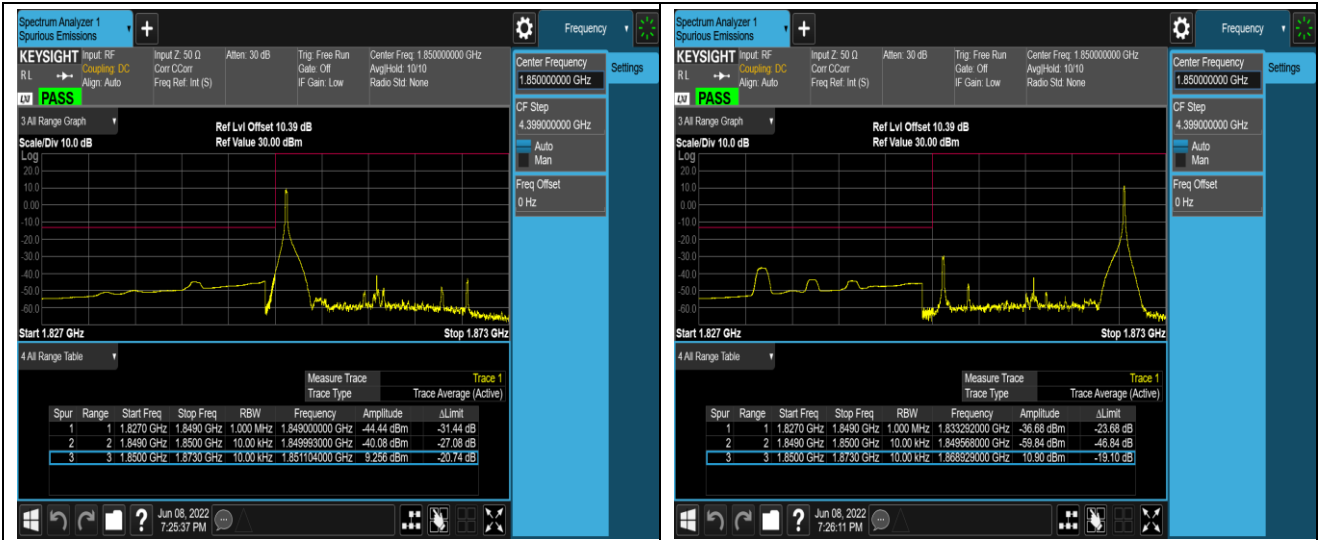 Spectrum Analyzer 1
Spurious Emissions
+
Frequency
KEYSIGHT Input: RF Input Z: 50 Ω Atten: 30 dB Trig: Free Run Center Freq: 1.850000000 GHz
RL Coupling: DC Corr CCorr Gate: Off Avg|Hold: 10/10
Align: Auto Freq Ref: Int (S) IF Gain: Low Radio Std: None
LXI PASS
3 All Range Graph
Ref Lvl Offset 10.39 dB
Scale/Div 10.0 dB Ref Value 30.00 dBm
Log
20.0
10.0
0.00
-10.0
-20.0
-30.0
-40.0
-50.0
-60.0
Start 1.827 GHz Stop 1.873 GHz
4 All Range Table
Measure Trace Trace 1
Trace Type Trace Average (Active)
Spur Range Start Freq Stop Freq RBW Frequency Amplitude ΔLimit
1 1 1.8270 GHz 1.8490 GHz 1.000 MHz 1.849000000 GHz -44.44 dBm -31.44 dB
2 2 1.8490 GHz 1.8500 GHz 10.00 kHz 1.849993000 GHz -40.08 dBm -27.08 dB
3 3 1.8500 GHz 1.8730 GHz 10.00 kHz 1.851104000 GHz 9.256 dBm -20.74 dB
? Jun 08, 2022
7:25:37 PM
Center Frequency
1.850000000 GHz
Settings
CF Step
4.399000000 GHz
Auto
Man
Freq Offset
0 Hz
Spectrum Analyzer 1
Spurious Emissions
+
Frequency
KEYSIGHT Input: RF Input Z: 50 Ω Atten: 30 dB Trig: Free Run Center Freq: 1.850000000 GHz
RL Coupling: DC Corr CCorr Gate: Off Avg|Hold: 10/10
Align: Auto Freq Ref: Int (S) IF Gain: Low Radio Std: None
LXI PASS
3 All Range Graph
Ref Lvl Offset 10.39 dB
Scale/Div 10.0 dB Ref Value 30.00 dBm
Log
20.0
10.0
0.00
-10.0
-20.0
-30.0
-40.0
-50.0
-60.0
Start 1.827 GHz Stop 1.873 GHz
4 All Range Table
Measure Trace Trace 1
Trace Type Trace Average (Active)
Spur Range Start Freq Stop Freq RBW Frequency Amplitude ΔLimit
1 1 1.8270 GHz 1.8490 GHz 1.000 MHz 1.833292000 GHz -36.68 dBm -23.68 dB
2 2 1.8490 GHz 1.8500 GHz 10.00 kHz 1.849568000 GHz -59.84 dBm -46.84 dB
3 3 1.8500 GHz 1.8730 GHz 10.00 kHz 1.868929000 GHz 10.90 dBm -19.10 dB
? Jun 08, 2022
7:26:11 PM
Center Frequency
1.850000000 GHz
Settings
CF Step
4.399000000 GHz
Auto
Man
Freq Offset
0 Hz